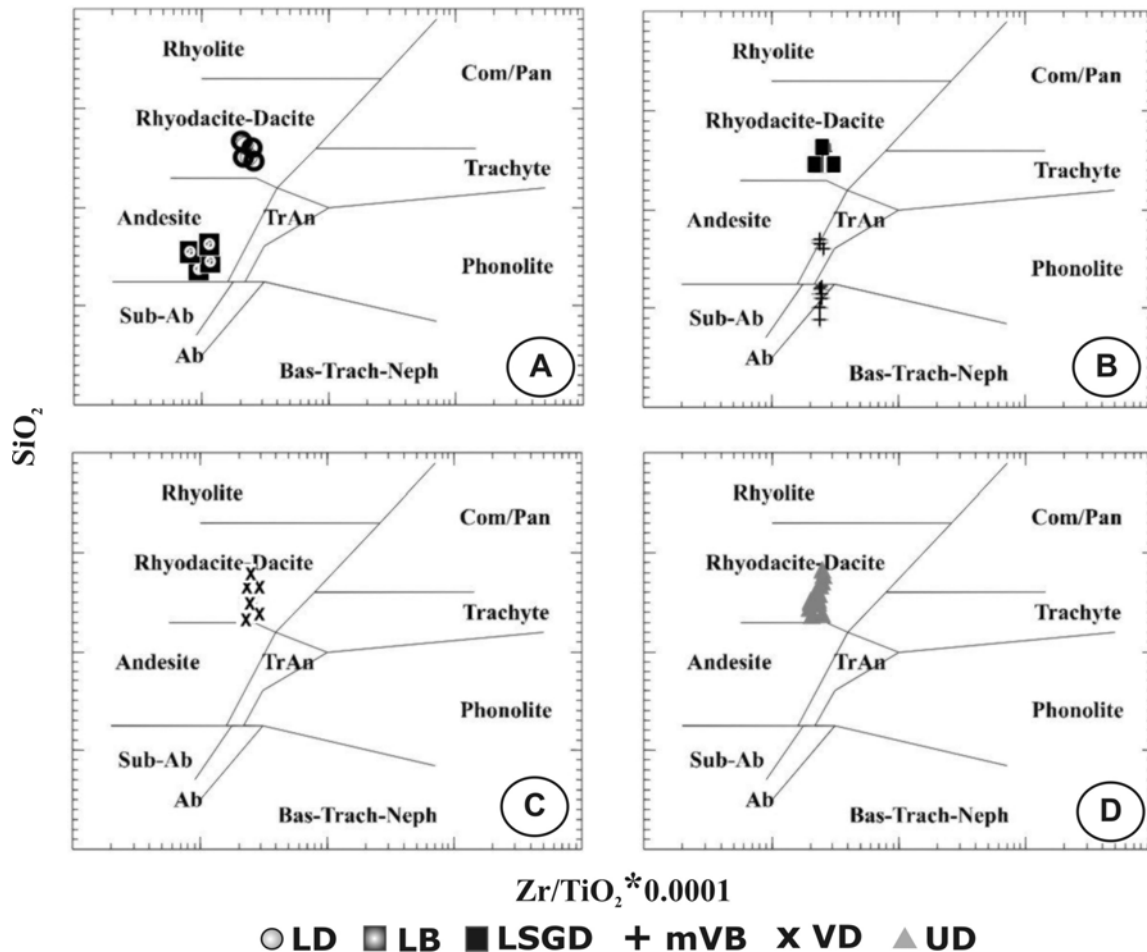 Rhyolite
Com/Pan
Rhyodacite-Dacite
Trachyte
Andesite
TrAn
Phonolite
Sub-Ab
Ab
Bas-Trach-Neph
A
Rhyolite
Com/Pan
Rhyodacite-Dacite
Trachyte
Andesite
TrAn
Phonolite
Sub-Ab
Ab
Bas-Trach-Neph
B
SiO₂
Rhyolite
Com/Pan
Rhyodacite-Dacite
Trachyte
Andesite
TrAn
Phonolite
Sub-Ab
Ab
Bas-Trach-Neph
C
Rhyolite
Com/Pan
Rhyodacite-Dacite
Trachyte
Andesite
TrAn
Phonolite
Sub-Ab
Ab
Bas-Trach-Neph
D
Zr/TiO₂*0.0001
LD LB LSGD mVB VD UD